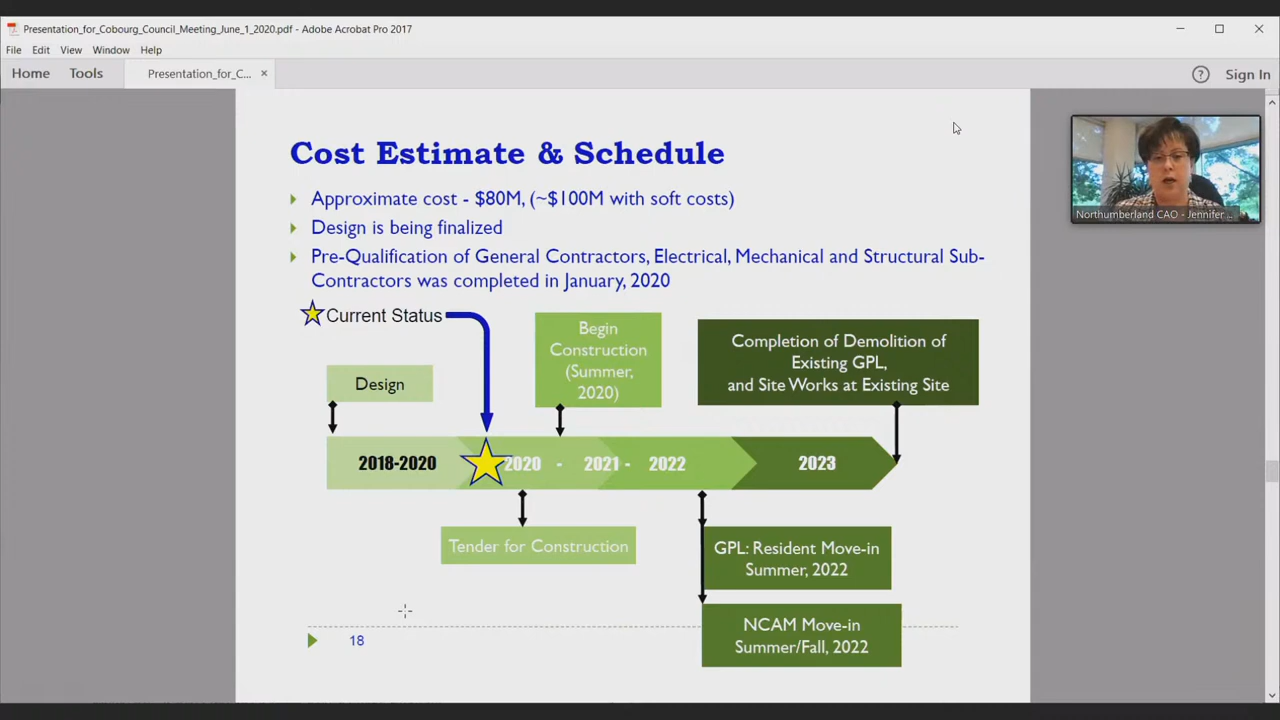 Presentation_for_Cobourg_Council_Meeting_June_1_2020.pdf - Adobe Acrobat Pro 2017
File Edit View Window Help
Home Tools Presentation_for_C... ×
? Sign In
Cost Estimate & Schedule
Approximate cost - $80M, (~$100M with soft costs)
Design is being finalized
Pre-Qualification of General Contractors, Electrical, Mechanical and Structural Sub-
Contractors was completed in January, 2020
Northumberland CAO - Jennifer ...
Current Status
Begin
Construction
(Summer,
2020)
Completion of Demolition of
Existing GPL,
and Site Works at Existing Site
Design
2018-2020 2020 - 2021 - 2022 2023
Tender for Construction
GPL: Resident Move-in
Summer, 2022
NCAM Move-in
Summer/Fall, 2022
18